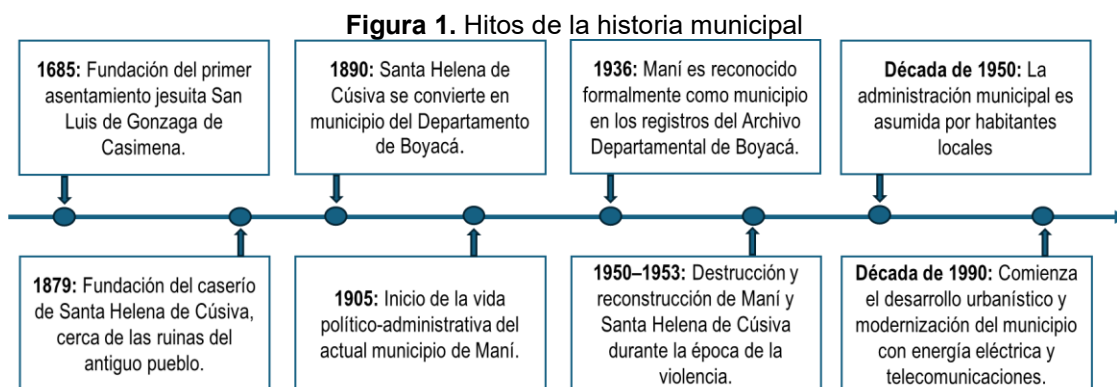 Figura 1. Hitos de la historia municipal
1685: Fundación del primer
asentamiento jesuita San
Luis de Gonzaga de
Casimena.
1879: Fundación del caserío
de Santa Helena de Cúsiva,
cerca de las ruinas del
antiguo pueblo.
1890: Santa Helena de
Cúsiva se convierte en
municipio del Departamento
de Boyacá.
1905: Inicio de la vida
político-administrativa del
actual municipio de Maní.
1936: Maní es reconocido
formalmente como municipio
en los registros del Archivo
Departamental de Boyacá.
1950–1953: Destrucción y
reconstrucción de Maní y
Santa Helena de Cúsiva
durante la época de la
violencia.
Década de 1950: La
administración municipal es
asumida por habitantes
locales
Década de 1990: Comienza
el desarrollo urbanístico y
modernización del municipio
con energía eléctrica y
telecomunicaciones.